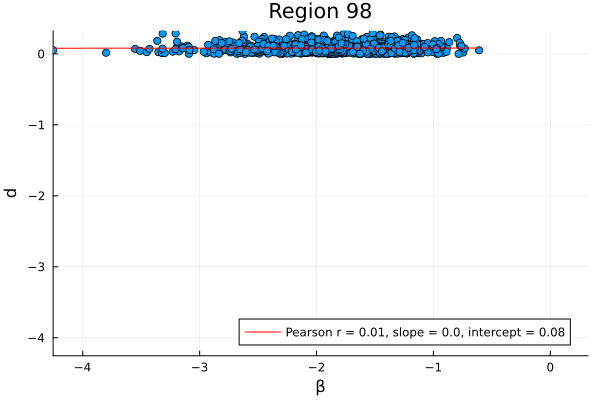 Region 98
0
−1
−2
−3
−4
d
Pearson r = 0.01, slope = 0.0, intercept = 0.08
−4
−3
−2
−1
0
β